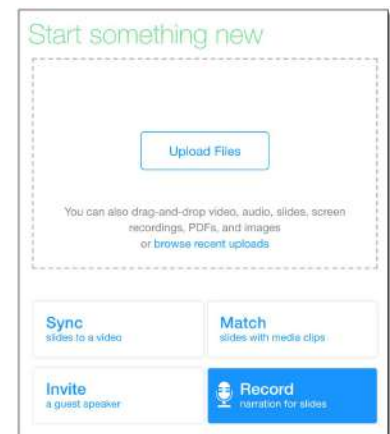 Start something new
Upload Files
You can also drag-and-drop video, audio, slides, screen
recordings, PDFs, and images
or browse recent uploads
Sync
slides to a video
Match
slides with media clips
Invite
a guest speaker
Record
narration for slides